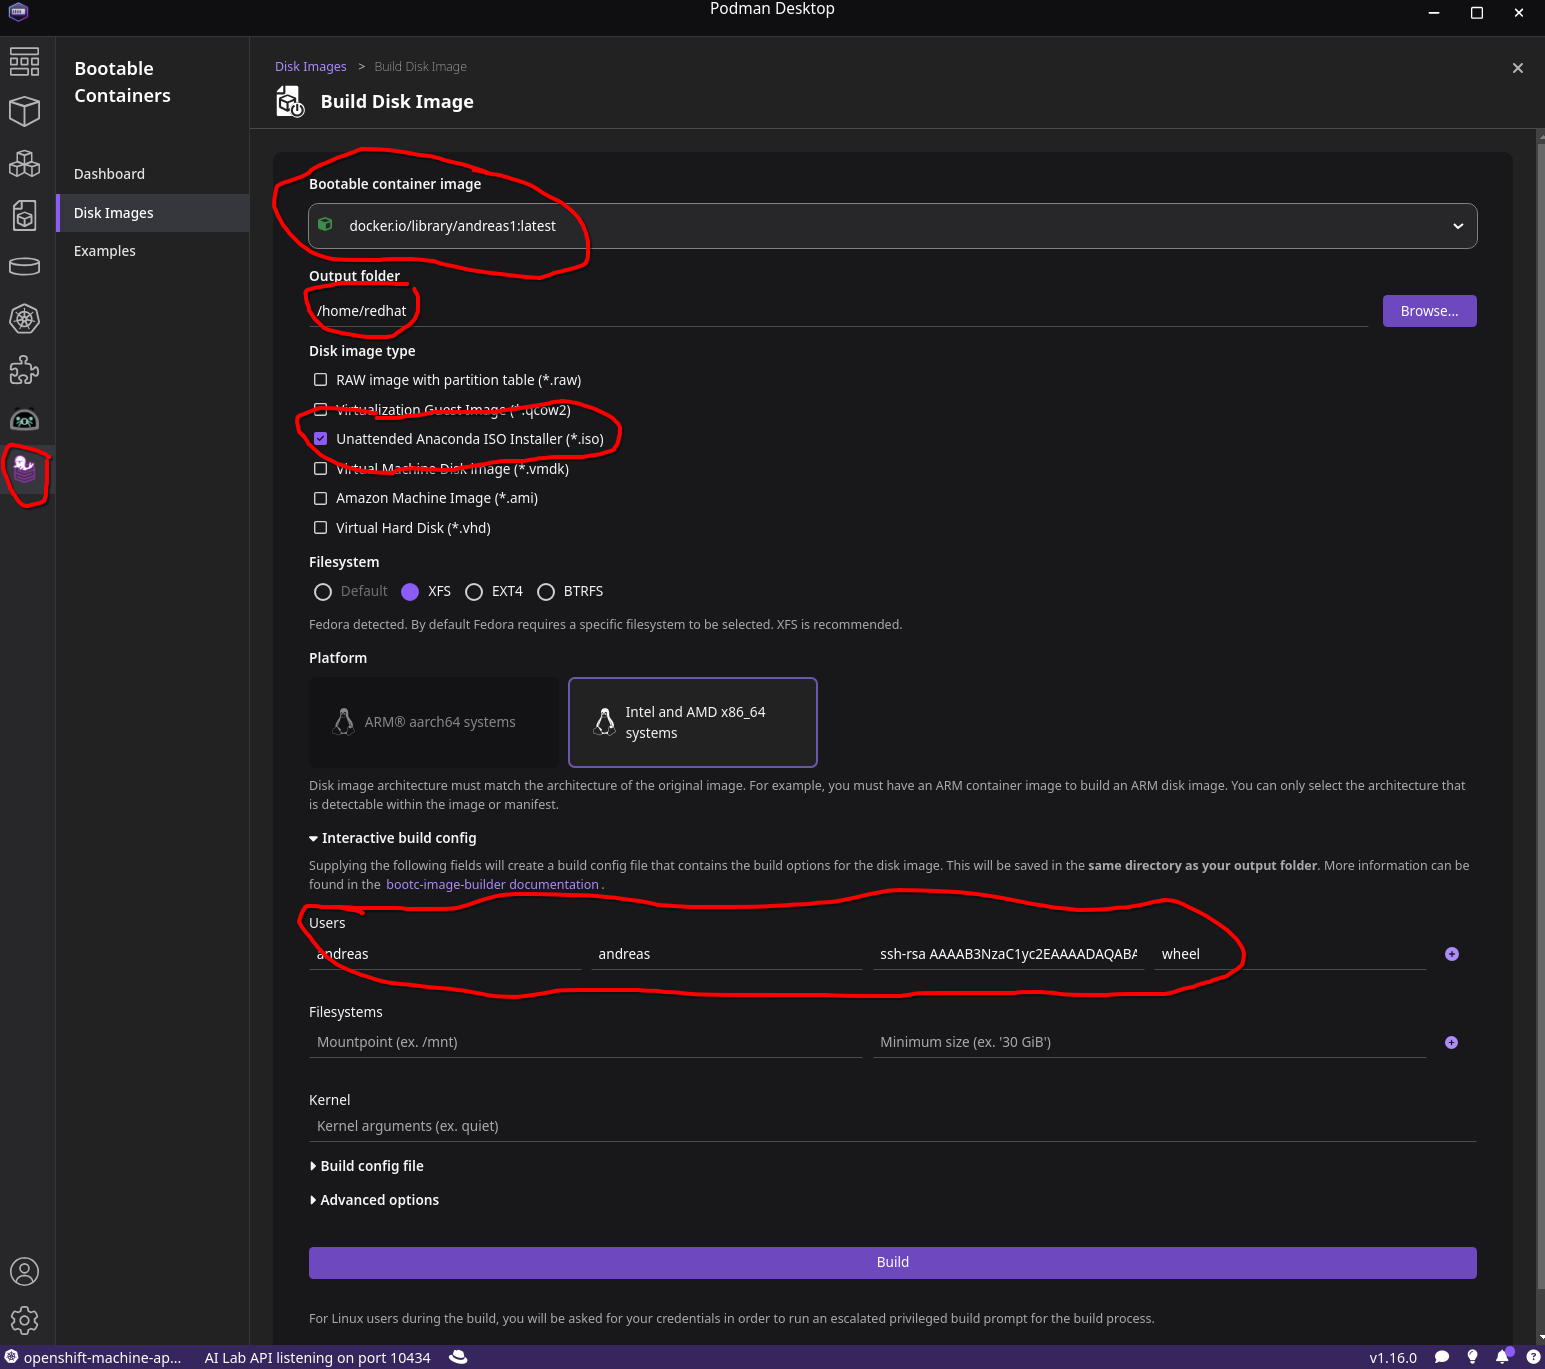 Podman Desktop
Bootable
Containers
Dashboard
Disk Images
Examples
Disk Images > Build Disk Image
Build Disk Image
Bootable container image
docker.io/library/andreas1:latest
Output folder
/home/redhat
Browse...
Disk image type
RAW image with partition table (*.raw)
Virtualization Guest Image (*.qcow2)
Unattended Anaconda ISO Installer (*.iso)
Virtual Machine Disk image (*.vmdk)
Amazon Machine Image (*.ami)
Virtual Hard Disk (*.vhd)
Filesystem
Default XFS EXT4 BTRFS
Fedora detected. By default Fedora requires a specific filesystem to be selected. XFS is recommended.
Platform
ARM® aarch64 systems
Intel and AMD x86_64
systems
Disk image architecture must match the architecture of the original image. For example, you must have an ARM container image to build an ARM disk image. You can only select the architecture that
is detectable within the image or manifest.
Interactive build config
Supplying the following fields will create a build config file that contains the build options for the disk image. This will be saved in the same directory as your output folder. More information can be
found in the bootc-image-builder documentation .
Users
andreas andreas ssh-rsa AAAAB3NzaC1yc2EAAAADAQABA wheel
Filesystems
Mountpoint (ex. /mnt) Minimum size (ex. '30 GiB')
Kernel
Kernel arguments (ex. quiet)
Build config file
Advanced options
Build
For Linux users during the build, you will be asked for your credentials in order to run an escalated privileged build prompt for the build process.
openshift-machine-ap... AI Lab API listening on port 10434 v1.16.0